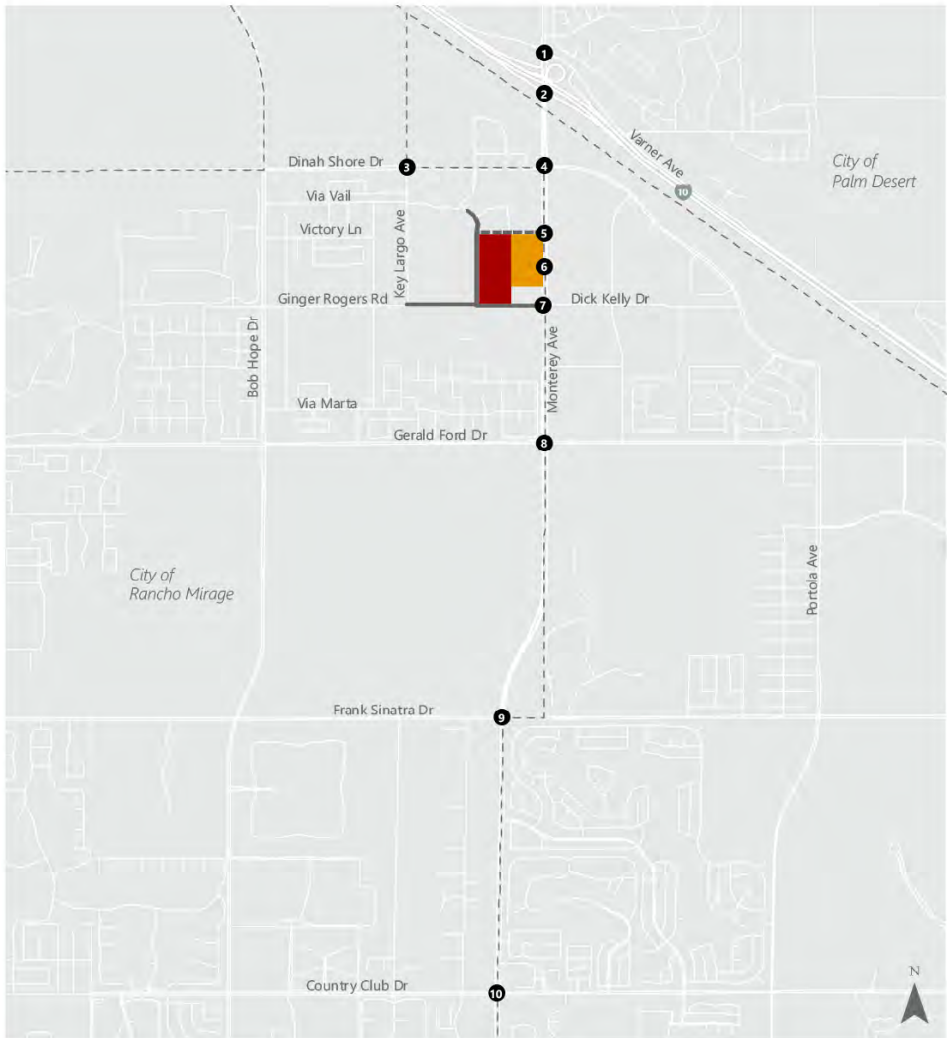 1
2
Varner Ave
City of
Palm Desert
10
Dinah Shore Dr
3
4
Via Vail
Victory Ln
Key Largo Ave
5
6
Ginger Rogers Rd
7
Dick Kelly Dr
Bob Hope Dr
Monterey Ave
Via Marta
Gerald Ford Dr
8
City of
Rancho Mirage
Portola Ave
Frank Sinatra Dr
9
N
Country Club Dr
10